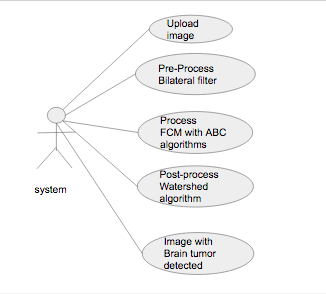 Upload
image
Pre-Process
Bilateral filter
Process
FCM with ABC
algorithms
Post-process
Watershed
algorithm
system
Image with
Brain tumor
detected